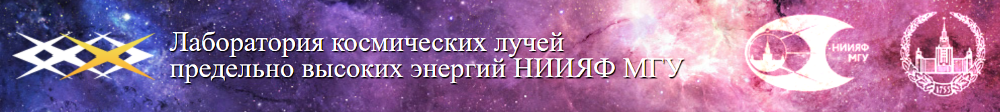 Лаборатория космических лучей
предельно высоких энергий НИИЯФ МГУ
НИИЯФ
МГУ
1755